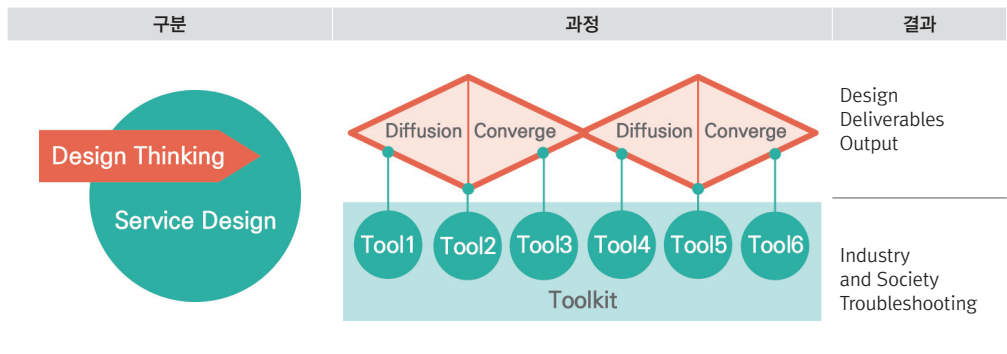 구분
과정
결과
Design Thinking
Service Design
Diffusion
Converge
Diffusion
Converge
Tool1
Tool2
Tool3
Tool4
Tool5
Tool6
Toolkit
Design
Deliverables
Output
Industry
and Society
Troubleshooting